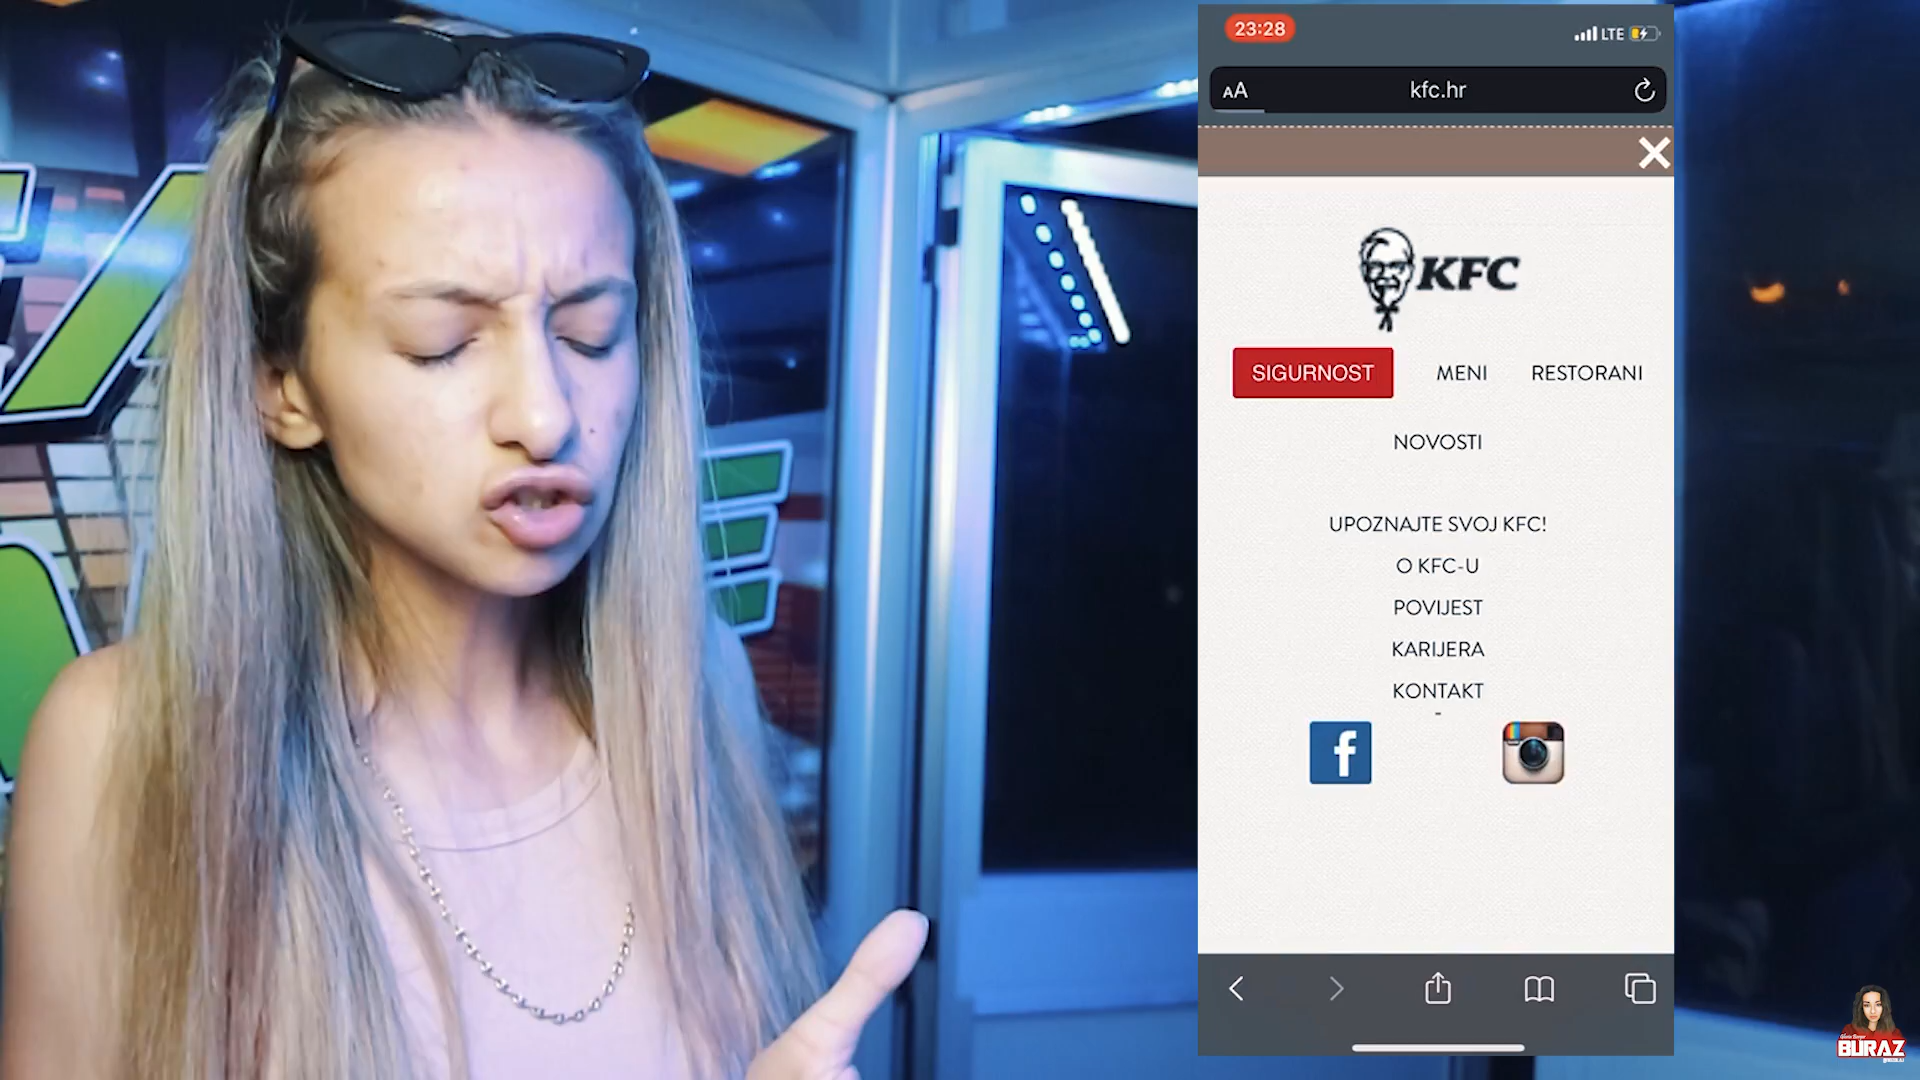 23:28
LTE
AA
kfc.hr
KFC
SIGURNOST
MENI
RESTORANI
NOVOSTI
UPOZNAJTE SVOJ KFC!
O KFC-U
POVIJEST
KARIJERA
KONTAKT
f
BURAZ